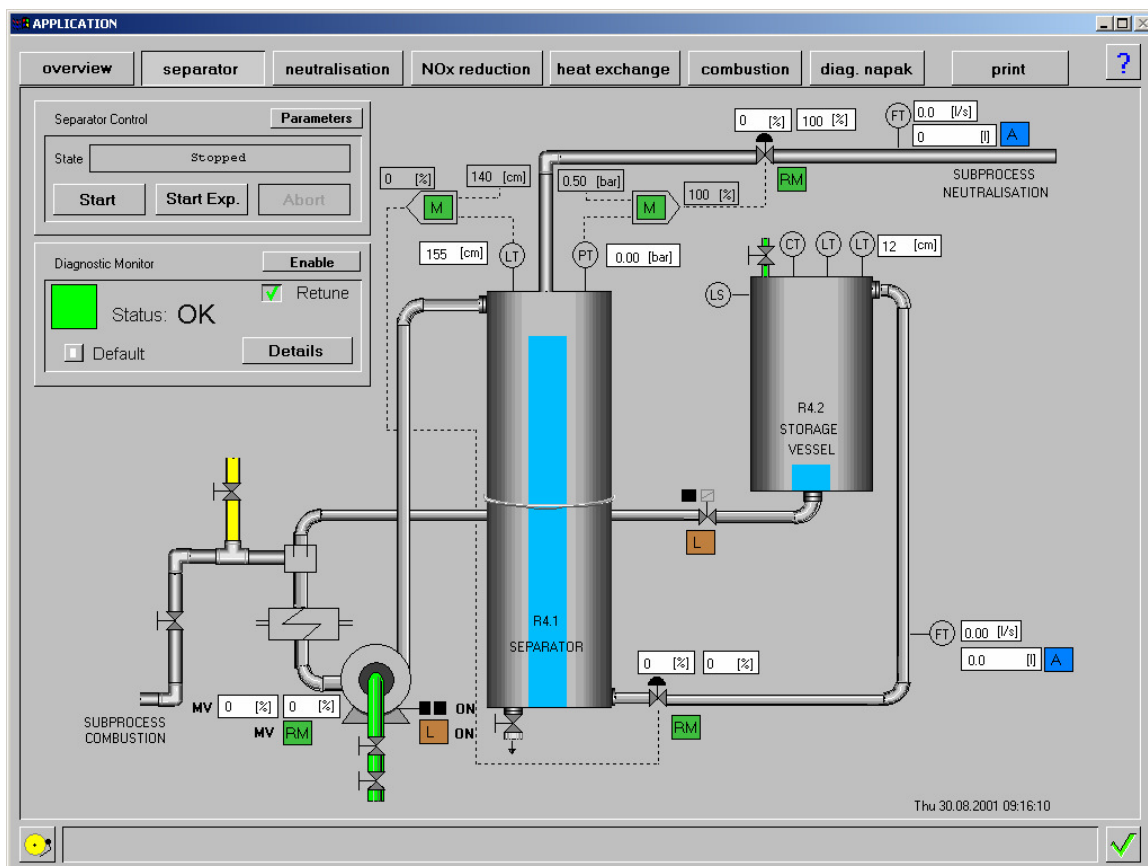 APPLICATION
overview separator neutralisation NOx reduction heat exchange combustion diag. napak print ?
Separator Control Parameters
State Stopped
Start Start Exp. Abort
Diagnostic Monitor Enable
Retune
Status: OK
Default Details
0 [%] 140 [cm] 0.50 [bar] 100 [%]
M M
155 [cm] LT PT 0.00 [bar]
0 [%] 100 [%] FT 0.0 [l/s]
0 [l] A
RM
SUBPROCESS
NEUTRALISATION
CT LT LT 12 [cm]
LS
R4.2
STORAGE
VESSEL
L
R4.1
SEPARATOR
FT 0.00 [l/s]
0.0 [l] A
0 [%] 0 [%]
RM
SUBPROCESS
COMBUSTION
MV 0 [%] 0 [%] ON
MV RM L ON
Thu 30.08.2001 09:16:10